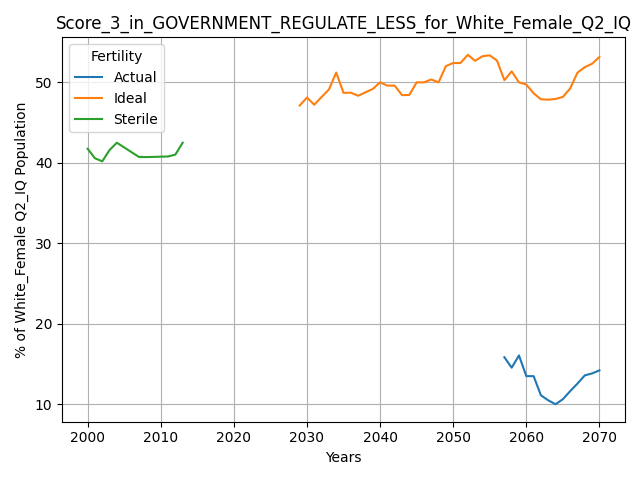 Score_3_in_GOVERNMENT_REGULATE_LESS_for_White_Female_Q2_IQ
Fertility
Actual
Ideal
Sterile
% of White_Female Q2_IQ Population
50
40
30
20
10
2000 2010 2020 2030 2040 2050 2060 2070
Years